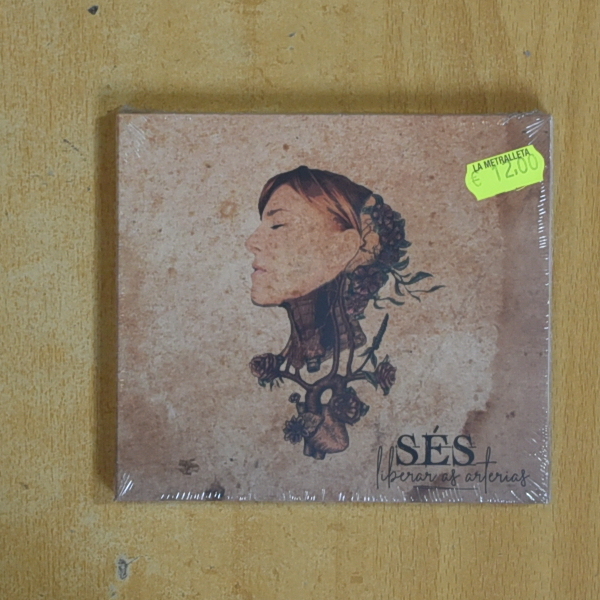 LA METRALLETA
€ 12,00
SÉS
liberar as arterias